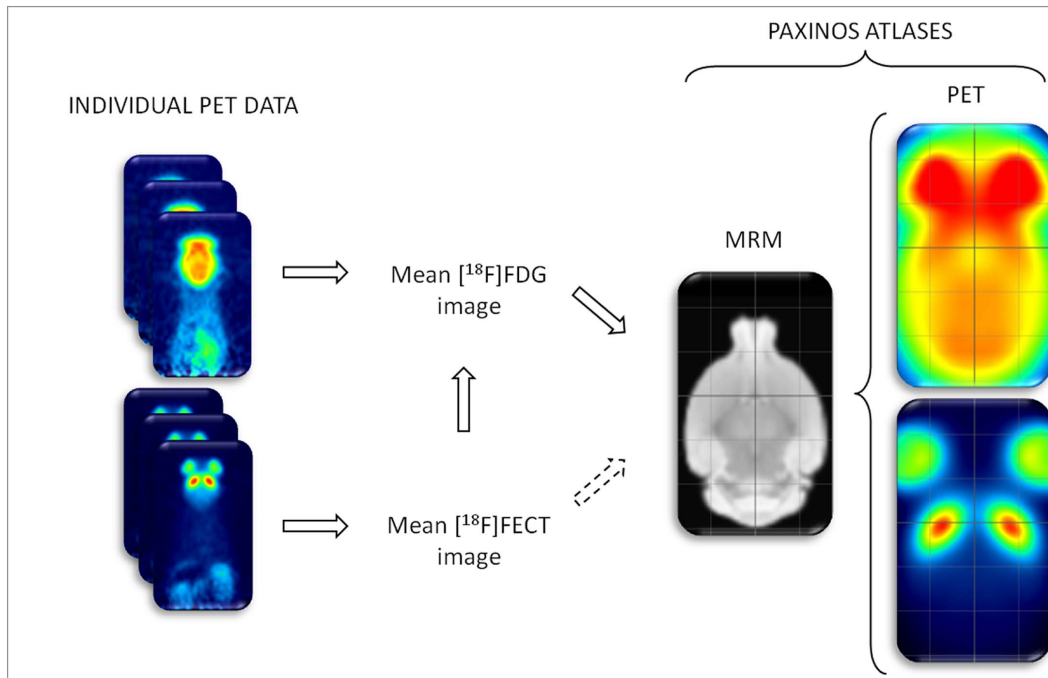 PAXINOS ATLASES
INDIVIDUAL PET DATA
PET
MRM
Mean [¹⁸F]FDG
image
Mean [¹⁸F]FECT
image